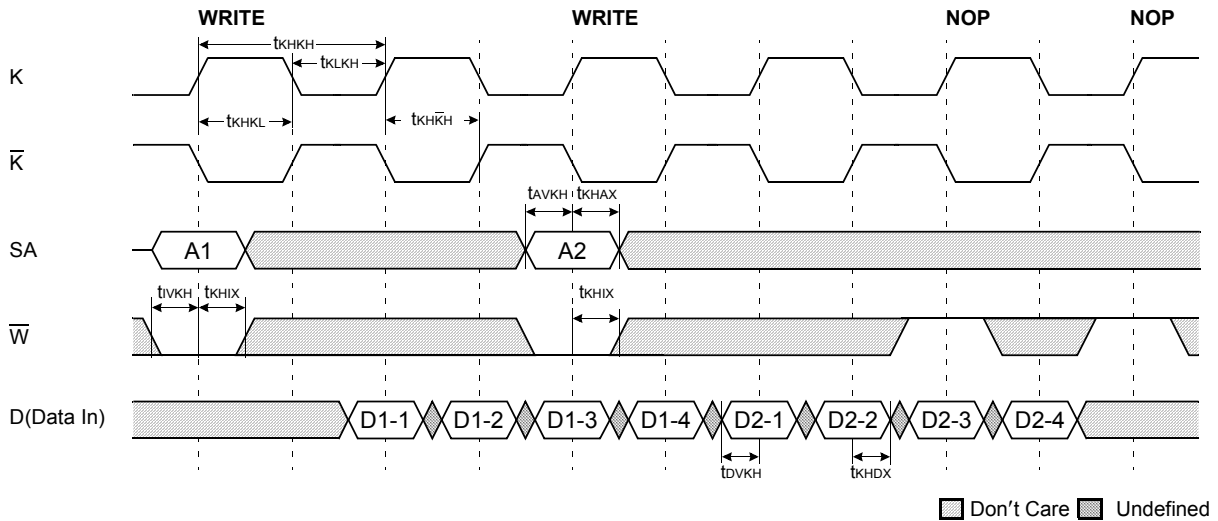 WRITE WRITE NOP NOP
tKHKH
tKLKH
K
tKHKL tKHK̅H
K̅
tAVKH tKHAX
SA A1 A2
tIVKH tKHIX tKHIX
W̅
D(Data In) D1-1 D1-2 D1-3 D1-4 D2-1 D2-2 D2-3 D2-4
tDVKH tKHDX
Don't Care Undefined